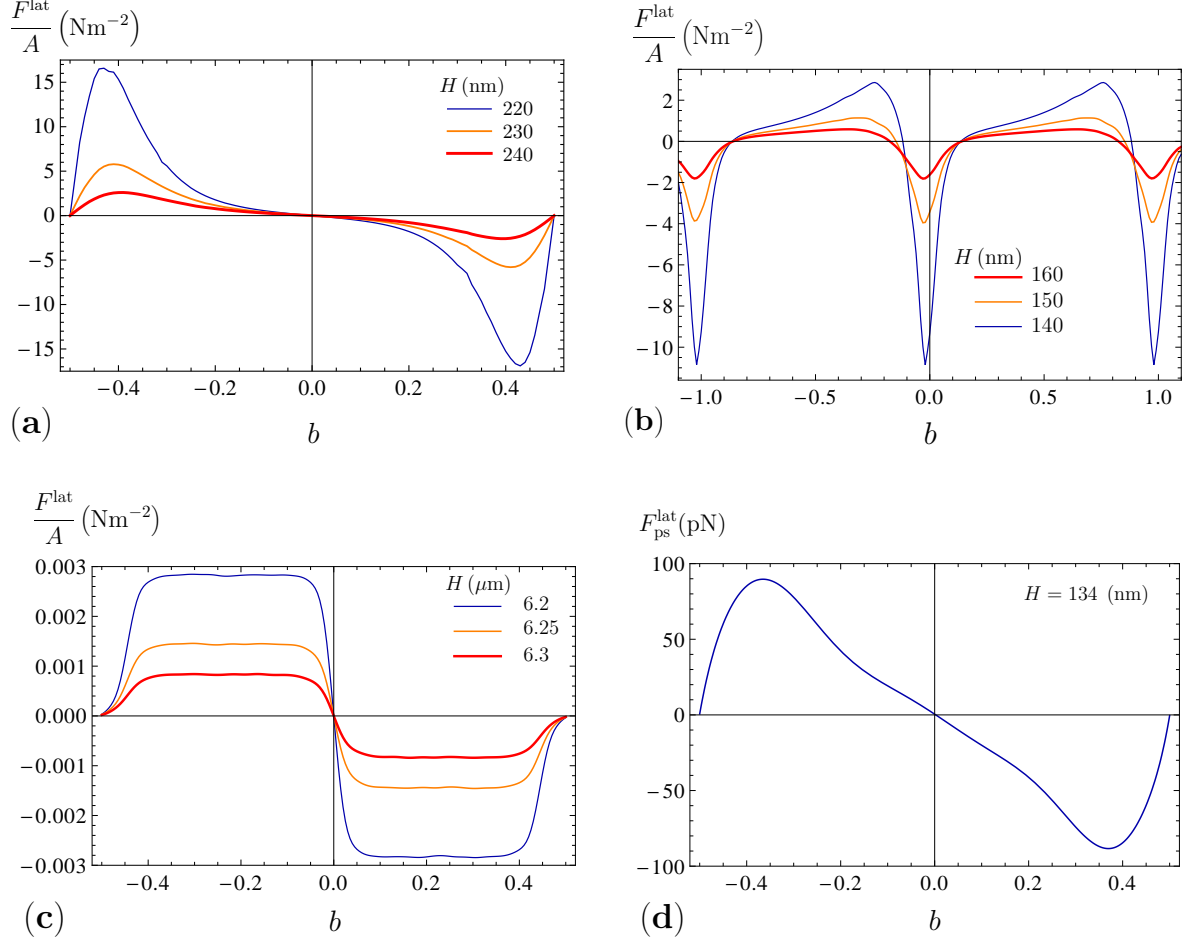 F^lat/A (Nm−2)
H (nm)
220
230
240
15
10
5
0
−5
−10
−15
−0.4 −0.2 0.0 0.2 0.4
(a) b
F^lat/A (Nm−2)
2
0
−2
−4
−6
−8
−10
H (nm)
160
150
140
−1.0 −0.5 0.0 0.5 1.0
(b) b
F^lat/A (Nm−2)
H (μm)
6.2
6.25
6.3
0.003
0.002
0.001
0.000
−0.001
−0.002
−0.003
−0.4 −0.2 0.0 0.2 0.4
(c) b
F^lat_ps (pN)
H = 134 (nm)
100
50
0
−50
−100
−0.4 −0.2 0.0 0.2 0.4
(d) b